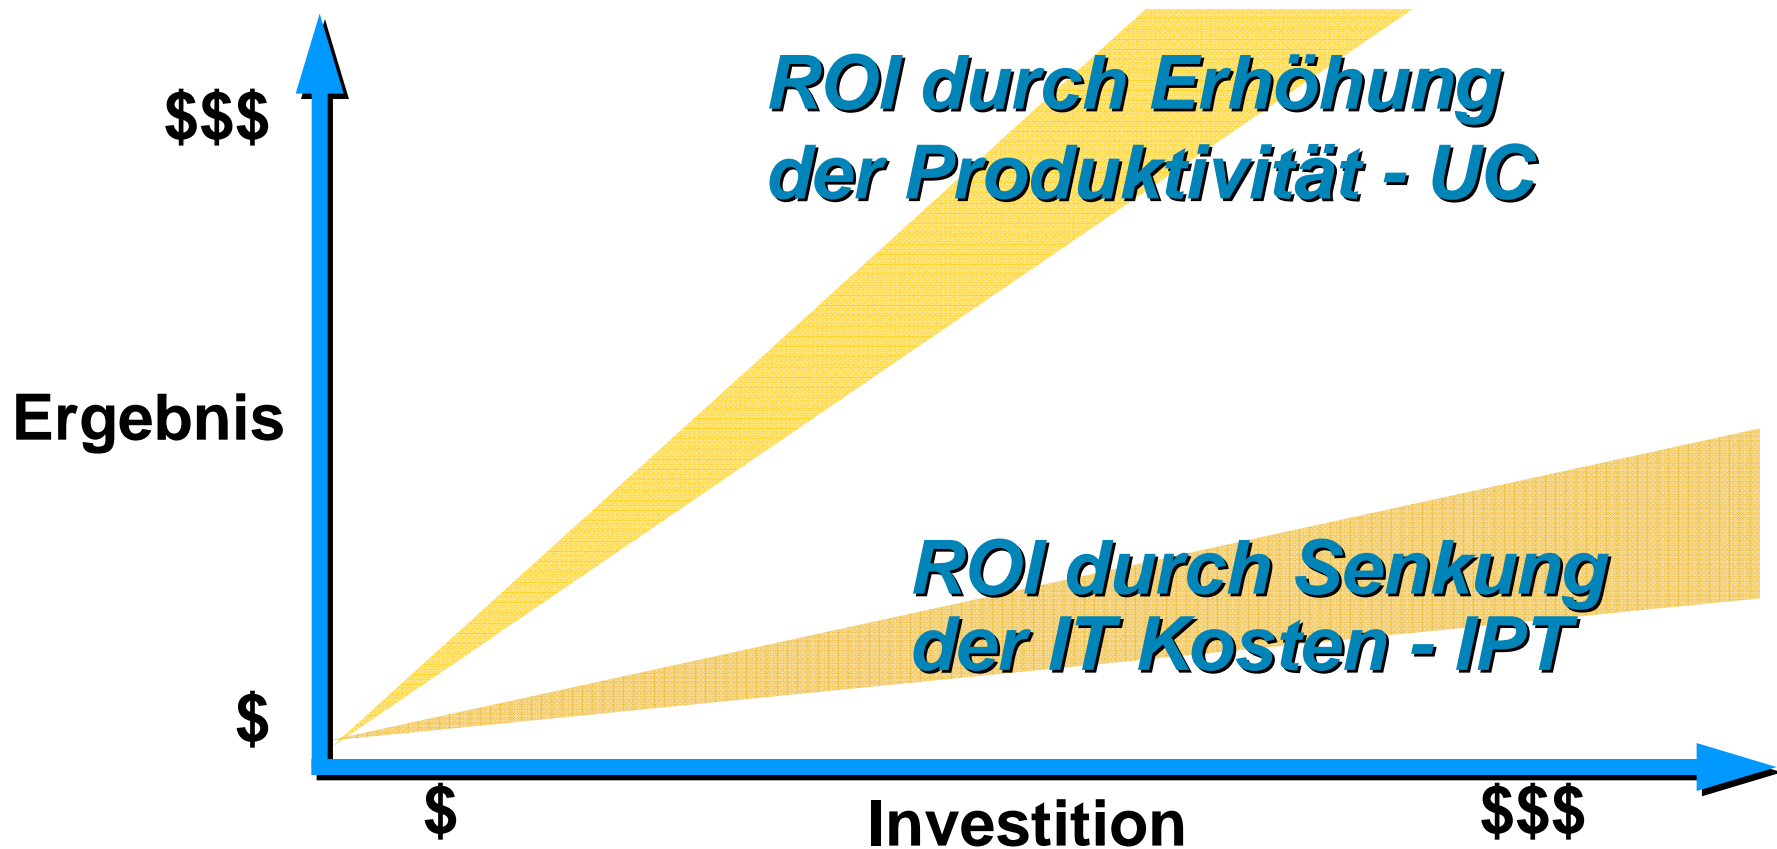 $$$
ROI durch Erhöhung
der Produktivität - UC
Ergebnis
ROI durch Senkung
der IT Kosten - IPT
$
$
Investition
$$$